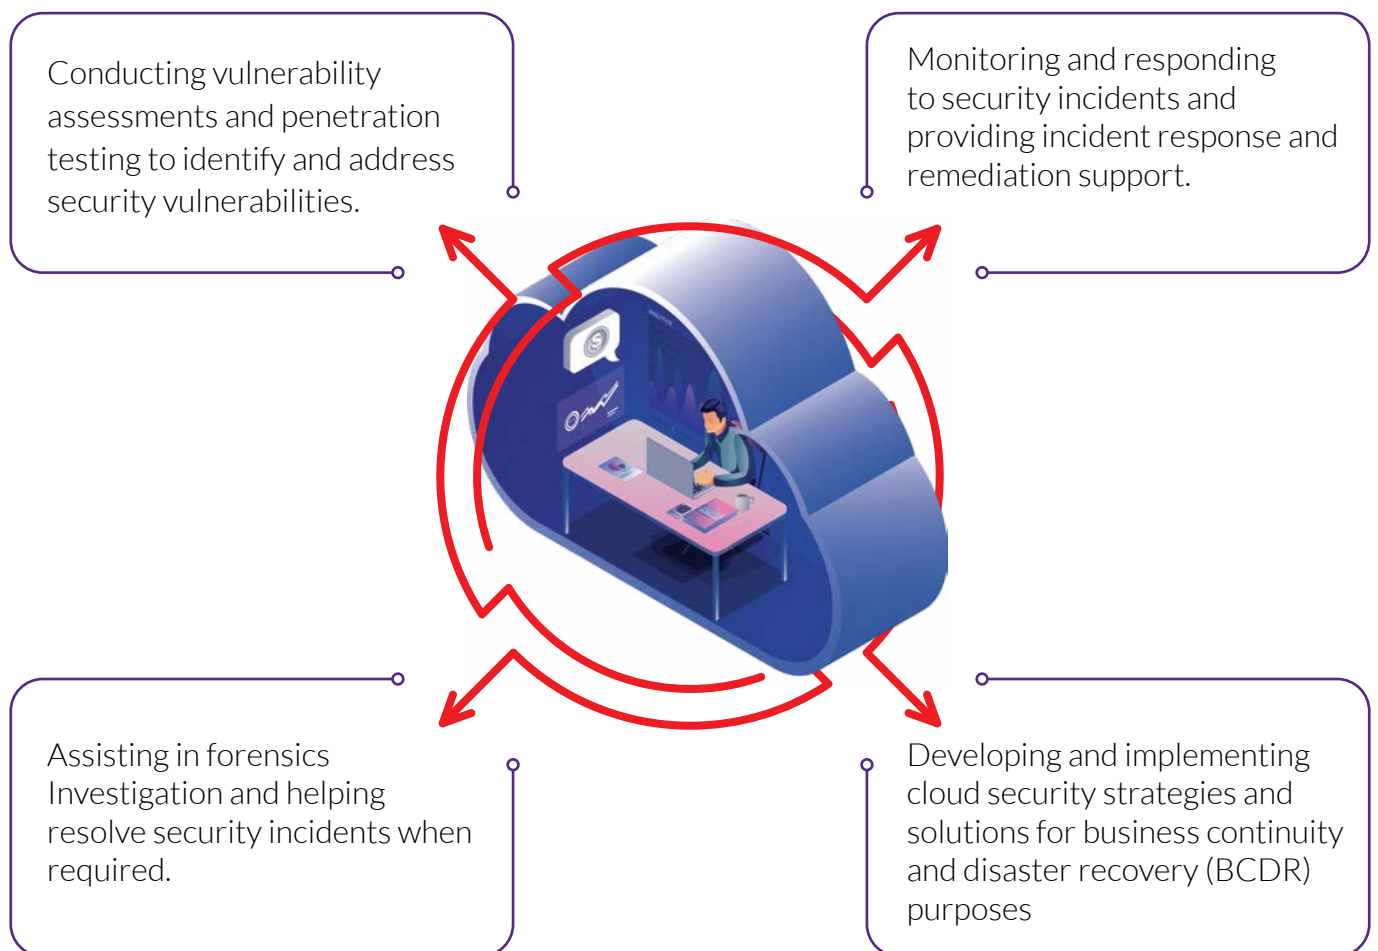 Conducting vulnerability
assessments and penetration
testing to identify and address
security vulnerabilities.
Monitoring and responding
to security incidents and
providing incident response and
remediation support.
Assisting in forensics
Investigation and helping
resolve security incidents when
required.
Developing and implementing
cloud security strategies and
solutions for business continuity
and disaster recovery (BCDR)
purposes